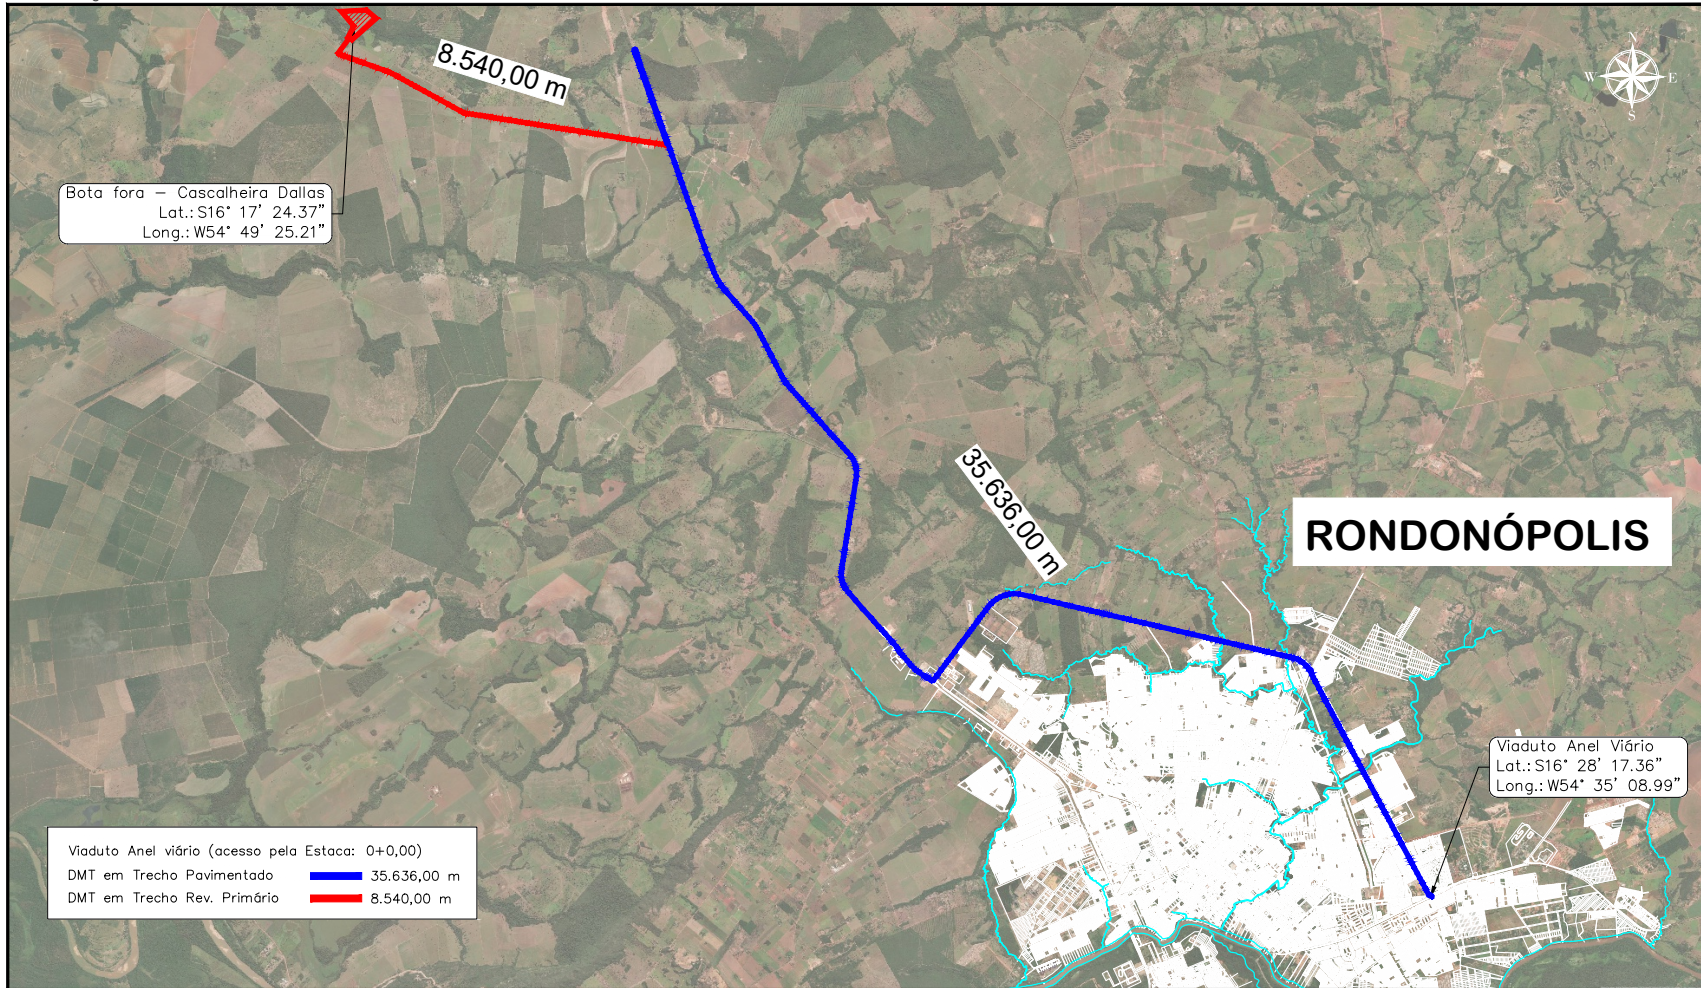 8.540,00 m
N
W
E
S
Bota fora – Cascalheira Dallas
Lat.: S16° 17' 24.37"
Long.: W54° 49' 25.21"
35.636,00 m
RONDONÓPOLIS
Viaduto Anel Viário
Lat.: S16° 28' 17.36"
Long.: W54° 35' 08.99"
Viaduto Anel viário (acesso pela Estaca: 0+0,00)
DMT em Trecho Pavimentado 35.636,00 m
DMT em Trecho Rev. Primário 8.540,00 m